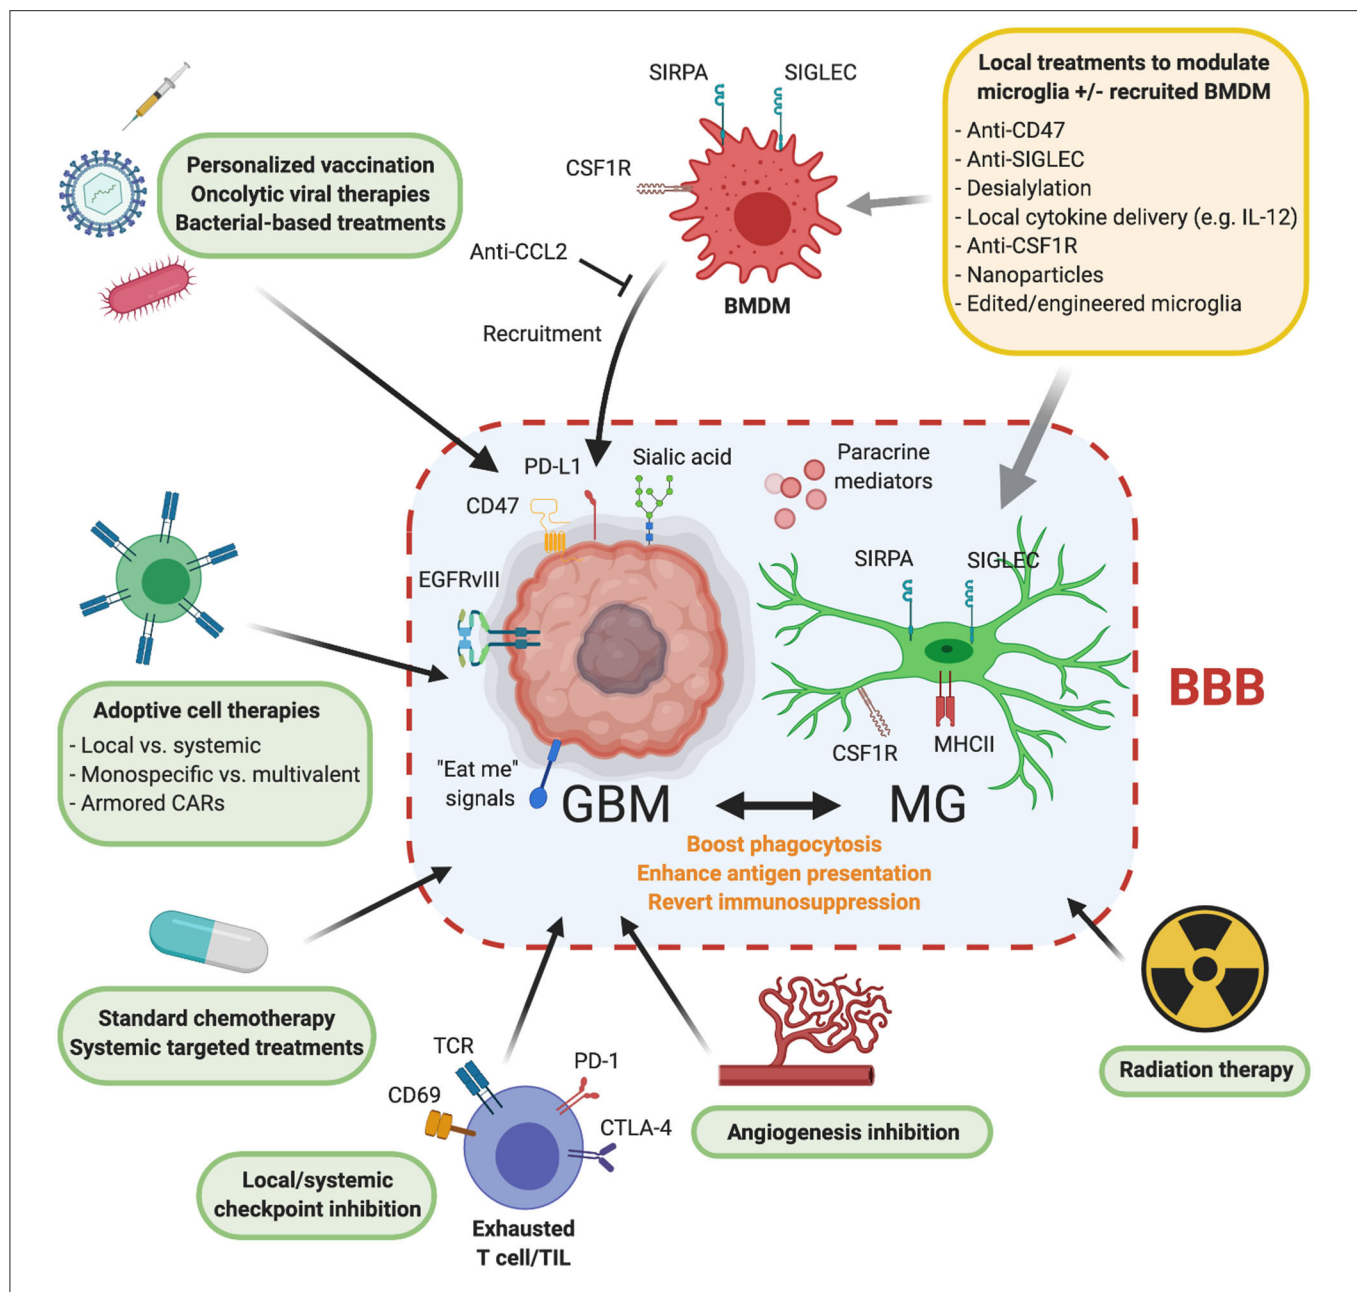 SIRPA
SIGLEC
CSF1R
BMDM
Local treatments to modulate
microglia +/- recruited BMDM
- Anti-CD47
- Anti-SIGLEC
- Desialylation
- Local cytokine delivery (e.g. IL-12)
- Anti-CSF1R
- Nanoparticles
- Edited/engineered microglia
Personalized vaccination
Oncolytic viral therapies
Bacterial-based treatments
Anti-CCL2
Recruitment
PD-L1
Sialic acid
CD47
EGFRvIII
Paracrine
mediators
SIRPA
SIGLEC
CSF1R
MHCII
BBB
"Eat me"
signals
GBM
MG
Boost phagocytosis
Enhance antigen presentation
Revert immunosuppression
Adoptive cell therapies
- Local vs. systemic
- Monospecific vs. multivalent
- Armored CARs
Standard chemotherapy
Systemic targeted treatments
TCR
PD-1
CD69
CTLA-4
Local/systemic
checkpoint inhibition
Exhausted
T cell/TIL
Angiogenesis inhibition
Radiation therapy